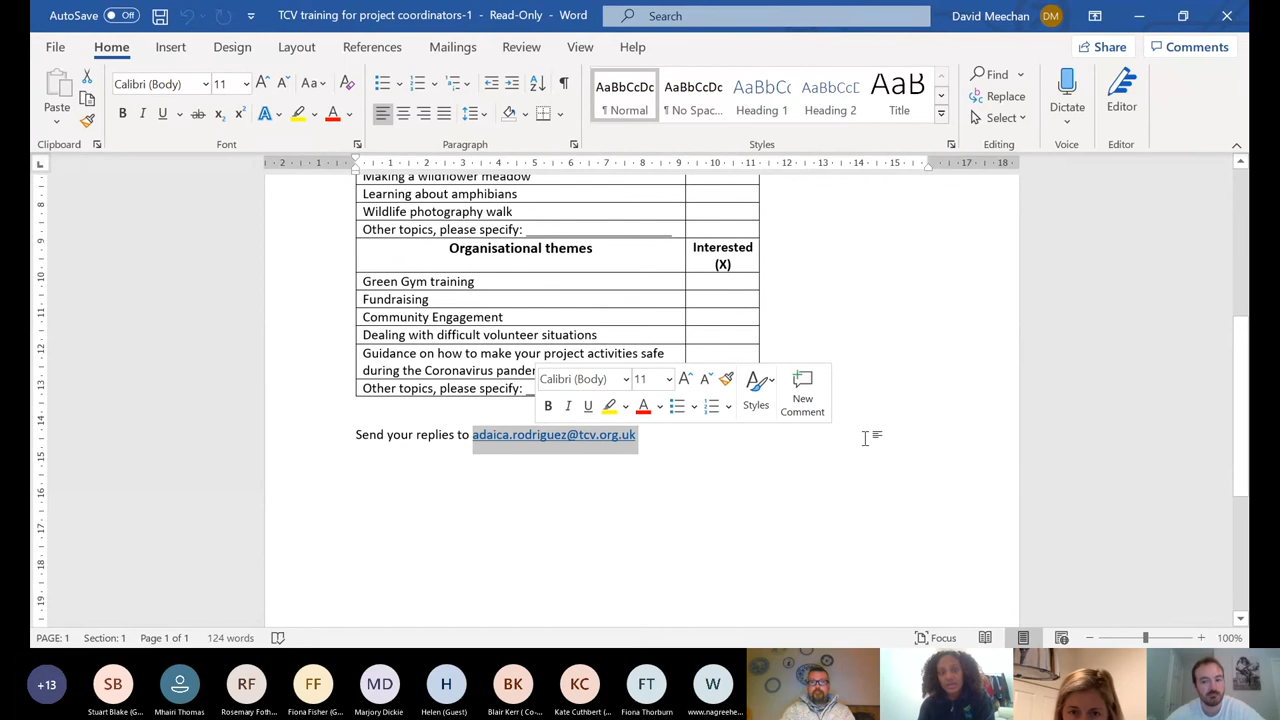 AutoSave Off TCV training for project coordinators-1 - Read-Only - Word Search David Meechan DM
File Home Insert Design Layout References Mailings Review View Help Share Comments
Paste
Calibri (Body) 11
AaBbCcDc AaBbCcDc AaBbCc AaBbCcD AaB
¶ Normal ¶ No Spac... Heading 1 Heading 2 Title
Find
Replace
Select
Dictate
Editor
Clipboard Font Paragraph Styles Editing Voice Editor
Making a wildflower meadow
Learning about amphibians
Wildlife photography walk
Other topics, please specify:
Organisational themes Interested
(X)
Green Gym training
Fundraising
Community Engagement
Dealing with difficult volunteer situations
Guidance on how to make your project activities safe
during the Coronavirus
Other topics, please specify:
Calibri (Body) 11
Styles New
Comment
Send your replies to adaica.rodriguez@tcv.org.uk
PAGE: 1 Section: 1 Page 1 of 1 124 words Focus 100%
+13 SB RF FF MD H BK KC FT W
Stuart Blake (G... Mhairi Thomas Rosemary Foth... Fiona Fisher (G... Marjory Dickie Helen (Guest) Blair Kerr ( Co-... Kate Cuthbert (... Fiona Thorburn www.nagreehe...